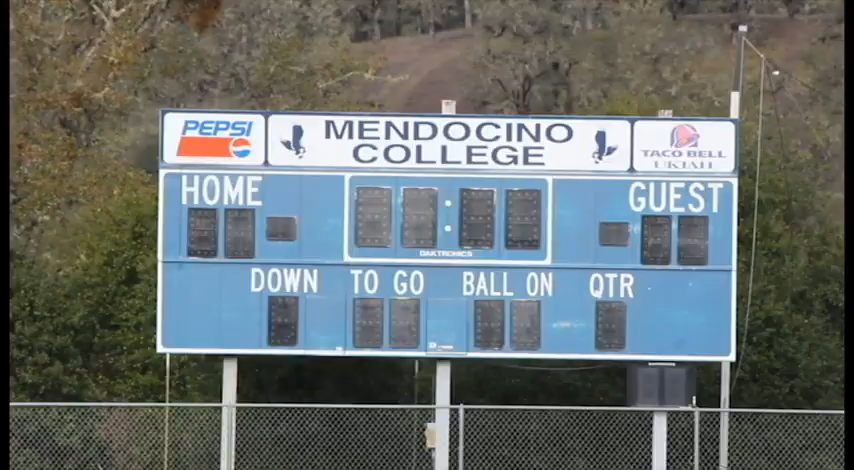 PEPSI
MENDOCINO
COLLEGE
TACO BELL
UKIAH
HOME
GUEST
DAKTRONICS
DOWN TO GO BALL ON QTR